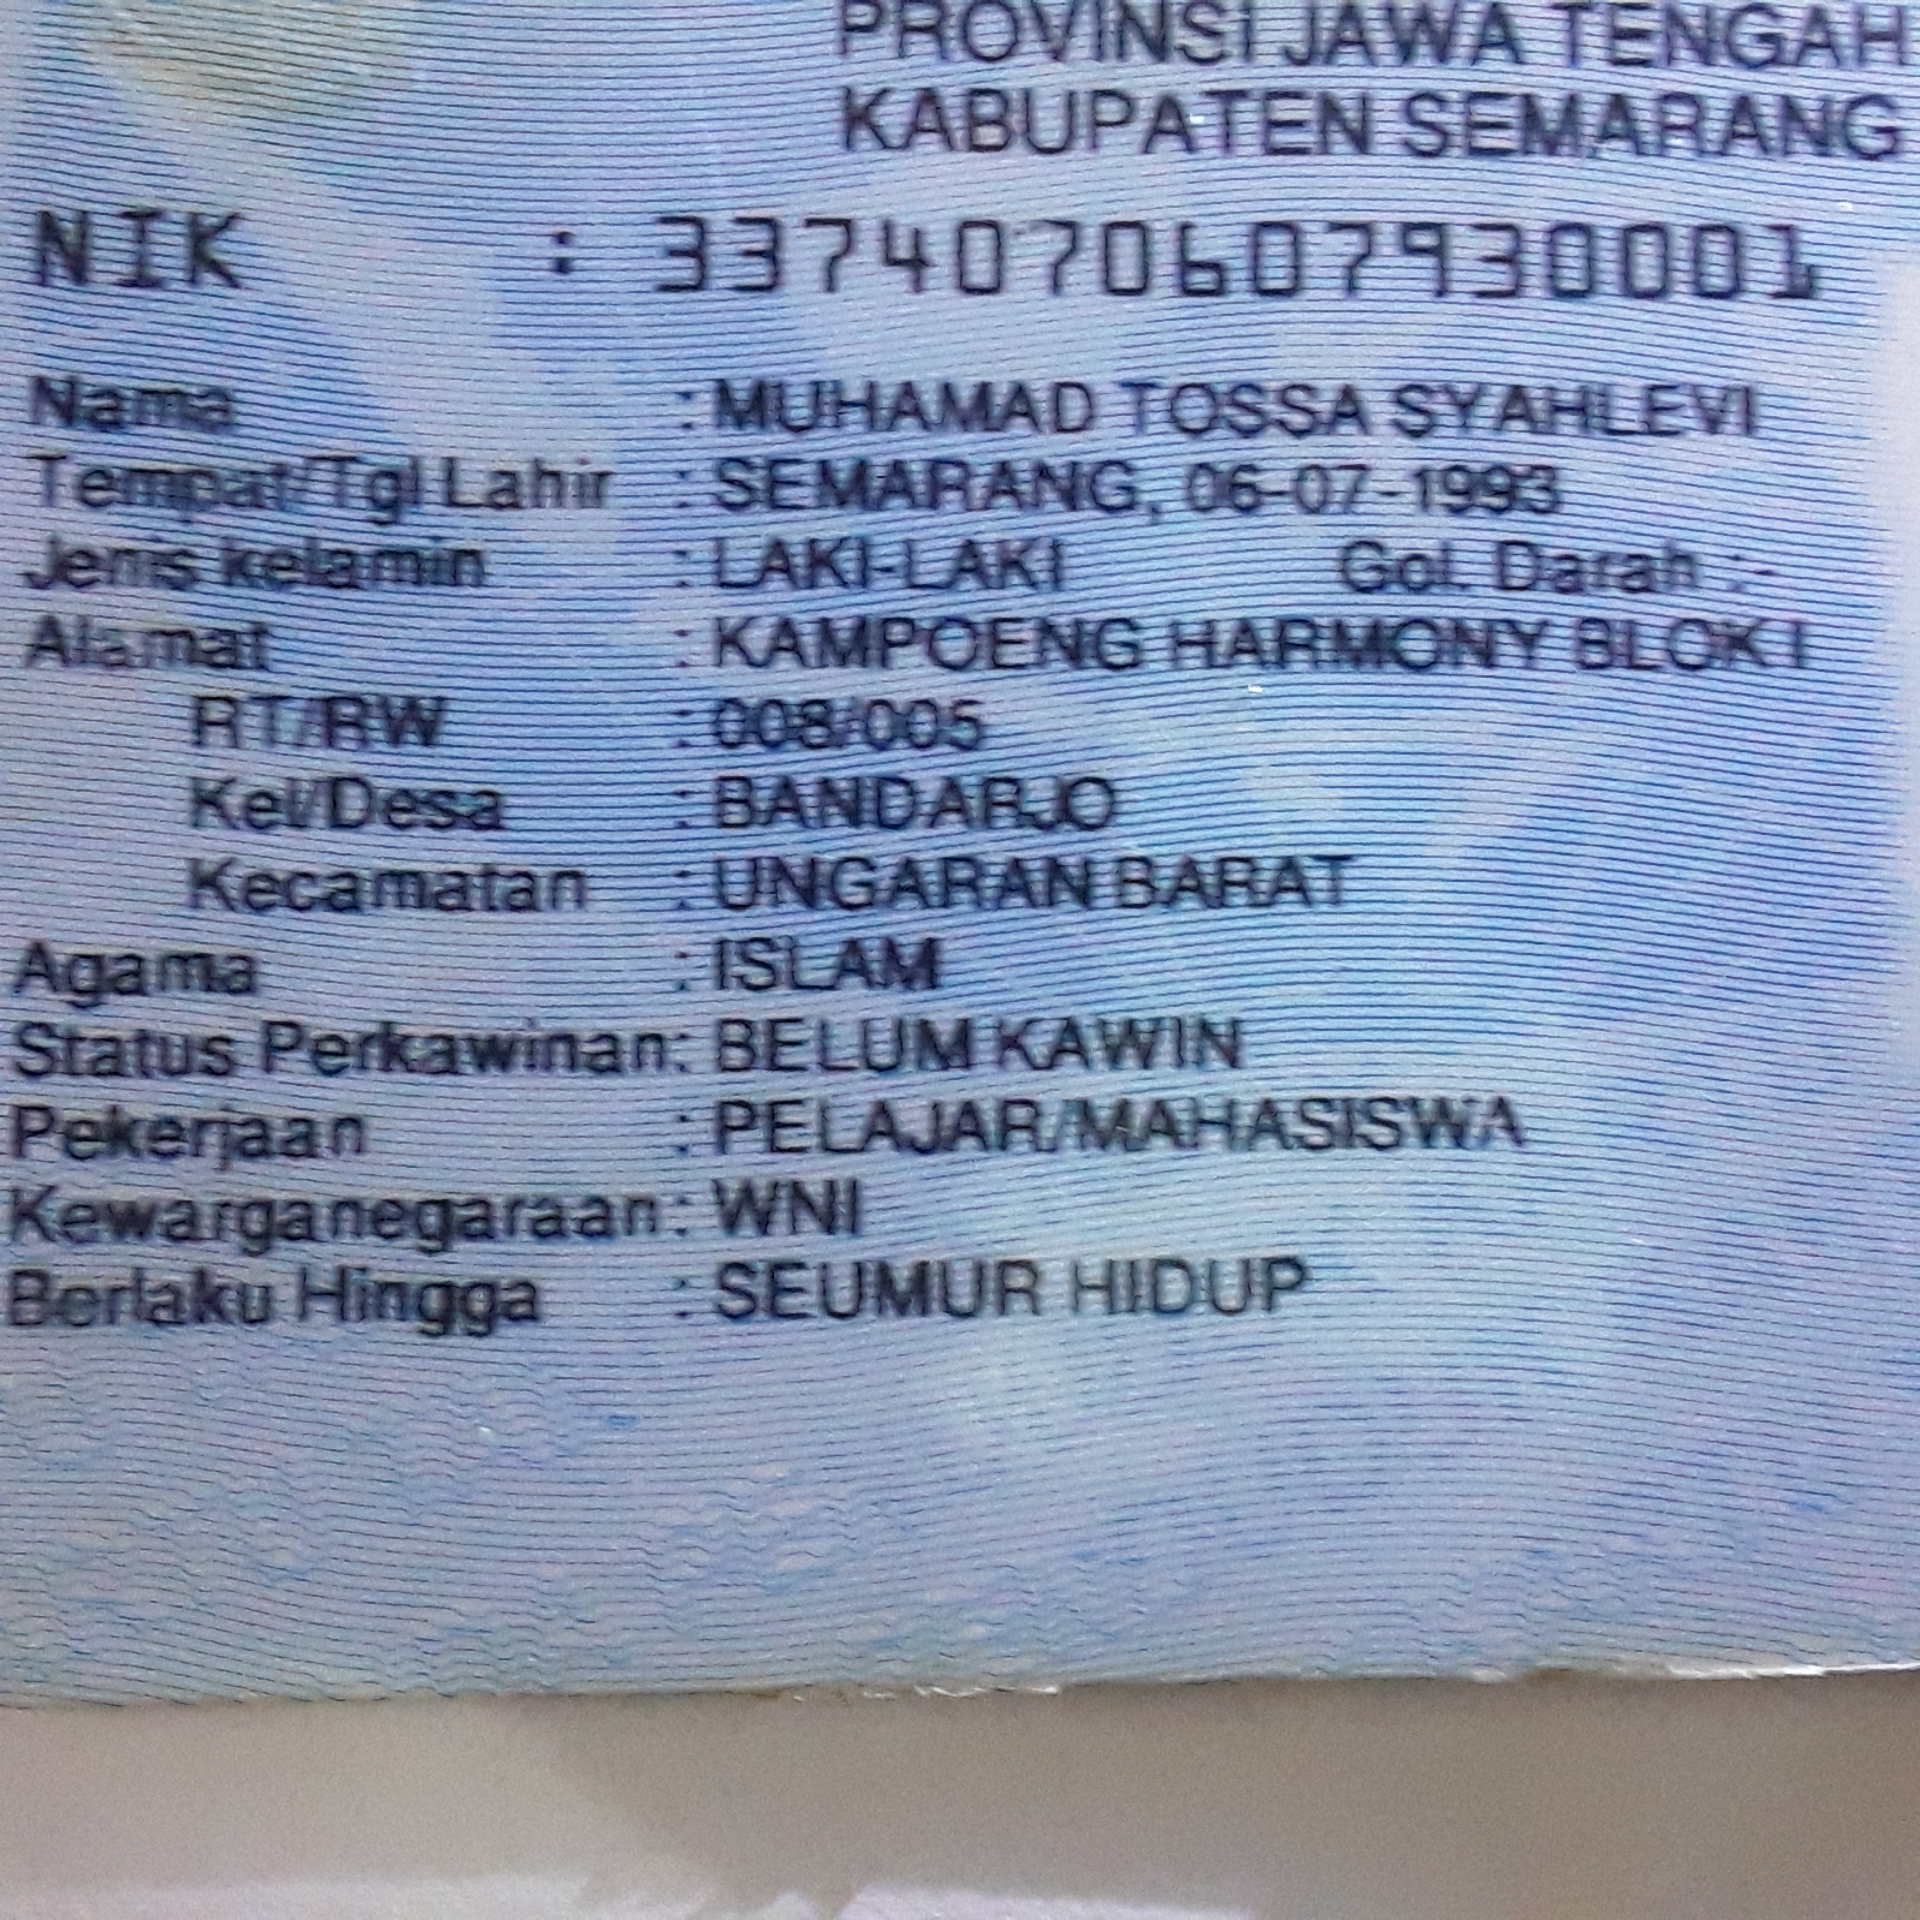 PROVINSI JAWA TENGAH
KABUPATEN SEMARANG
NIK : 3374070607930001
Nama : MUHAMAD TOSSA SYAHLEVI
Tempat/Tgl Lahir : SEMARANG, 06-07-1993
Jenis kelamin : LAKI-LAKI Gol. Darah : -
Alamat : KAMPOENG HARMONY BLOK I
RT/RW : 008/005
Kel/Desa : BANDARJO
Kecamatan : UNGARAN BARAT
Agama : ISLAM
Status Perkawinan : BELUM KAWIN
Pekerjaan : PELAJAR/MAHASISWA
Kewarganegaraan : WNI
Berlaku Hingga : SEUMUR HIDUP